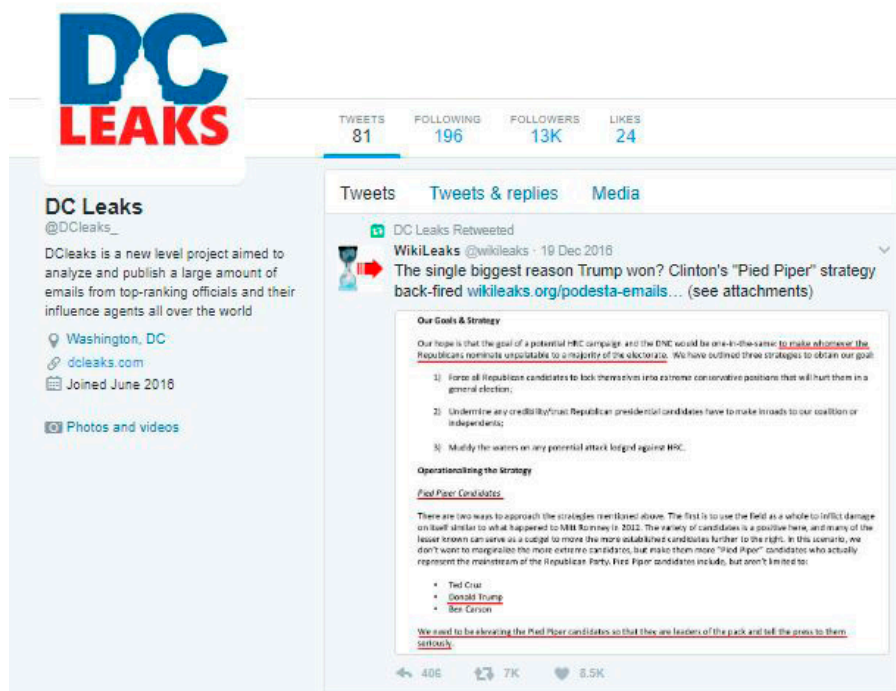 DC
LEAKS
TWEETS
81
FOLLOWING
196
FOLLOWERS
13K
LIKES
24
DC Leaks
@DCleaks_
DCleaks is a new level project aimed to
analyze and publish a large amount of
emails from top-ranking officials and their
influence agents all over the world
Washington, DC
dcleaks.com
Joined June 2016
Photos and videos
Tweets Tweets & replies Media
DC Leaks Retweeted
WikiLeaks @wikileaks · 19 Dec 2016
The single biggest reason Trump won? Clinton's "Pied Piper" strategy
back-fired wikileaks.org/podesta-emails… (see attachments)
Our Goals & Strategy
Our hope is that the goal of a potential HRC campaign and the DNC would be one-in-the-same: to make whomever the
Republicans nominate unpalatable to a majority of the electorate. We have outlined three strategies to obtain our goal:
1) Force all Republican candidates to lock themselves into extreme conservative positions that will hurt them in a
general election;
2) Undermine any credibility/trust Republican presidential candidates have to make inroads to our coalition or
independents;
3) Muddy the waters on any potential attack lodged against HRC.
Operationalizing the Strategy
Pied Piper Candidates
There are two ways to approach the strategies mentioned above. The first is to use the field as a whole to inflict damage
on itself similar to what happened to Mitt Romney in 2012. The variety of candidates is a positive here, and many of the
lesser known can serve as a cudgel to move the more established candidates further to the right. In this scenario, we
don't want to marginalize the more extreme candidates, but make them more "Pied Piper" candidates who actually
represent the mainstream of the Republican Party. Pied Piper candidates include, but aren't limited to:
• Ted Cruz
• Donald Trump
• Ben Carson
We need to be elevating the Pied Piper candidates so that they are leaders of the pack and tell the press to them
seriously.
406 7K 8.5K